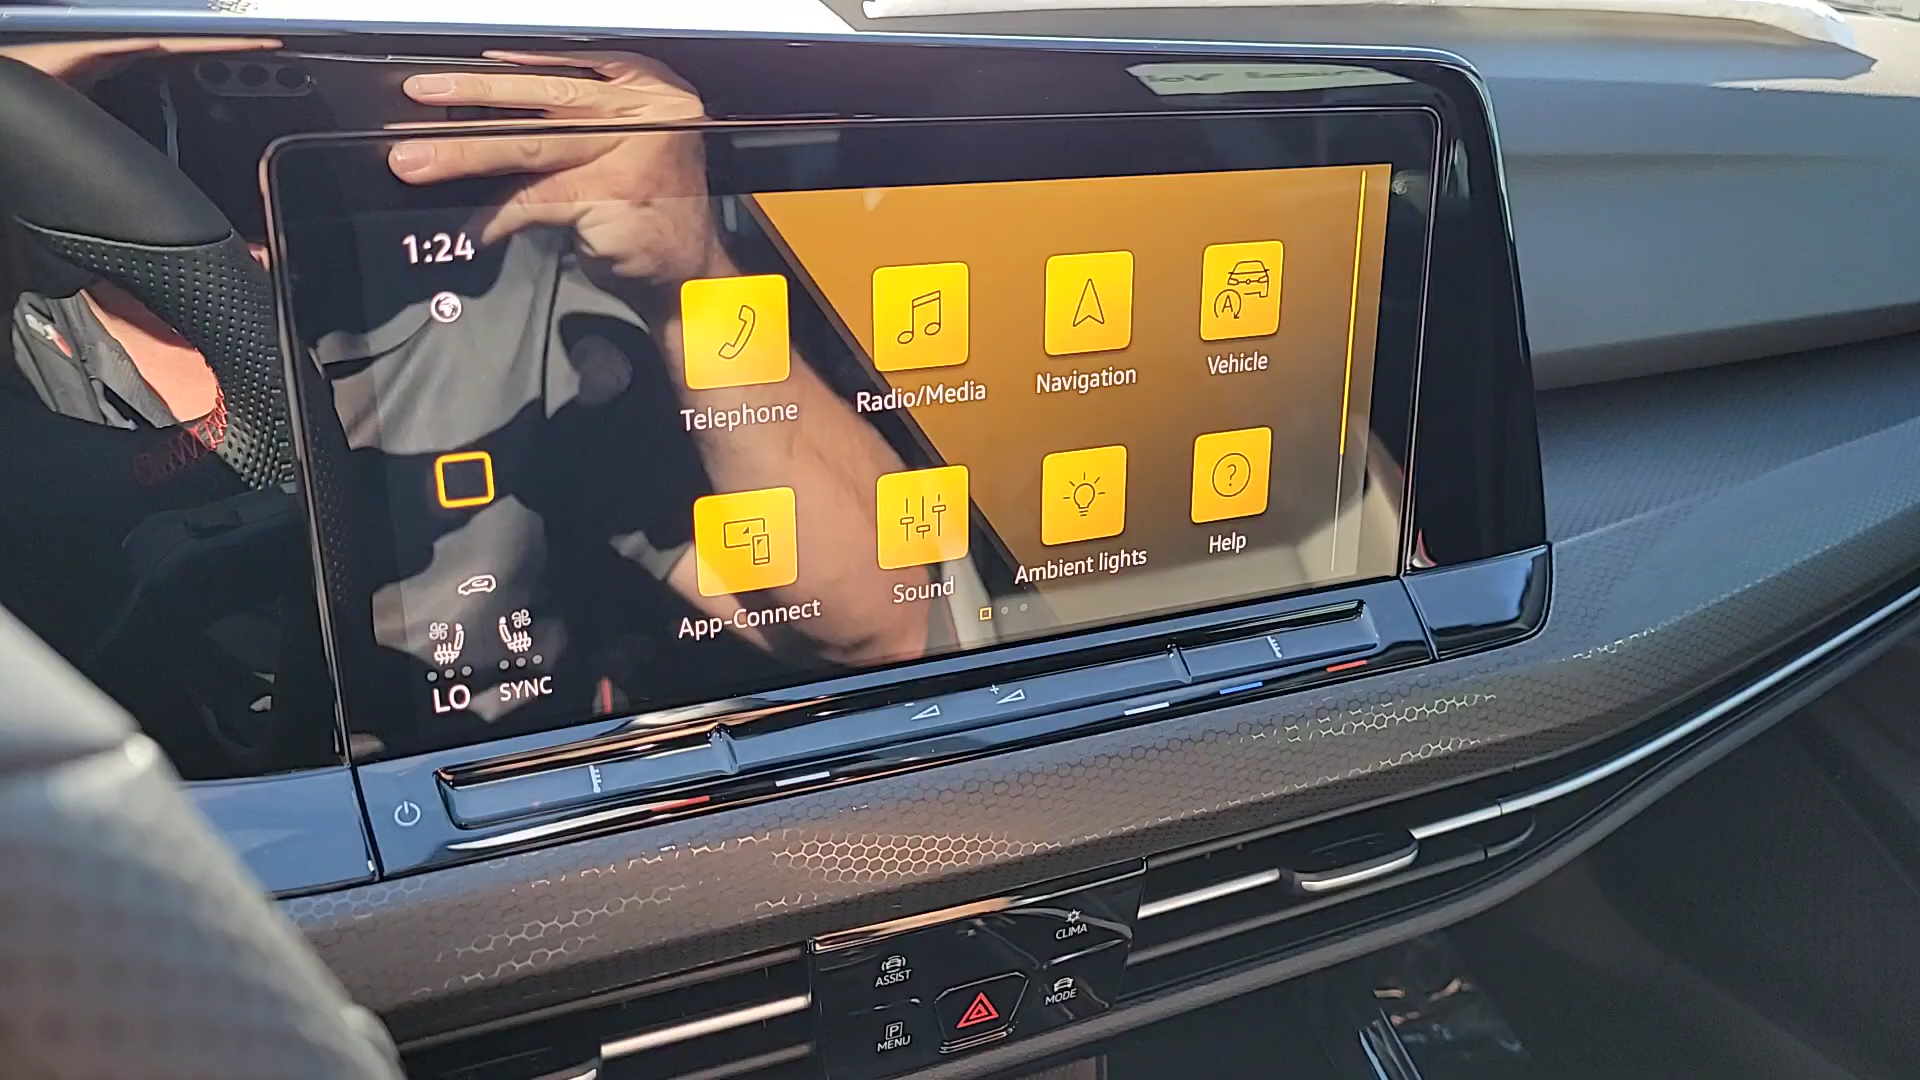 1:24
Telephone
Radio/Media
Navigation
Vehicle
App-Connect
Sound
Ambient lights
Help
LO
SYNC
CLIMA
ASSIST
MODE
P
MENU